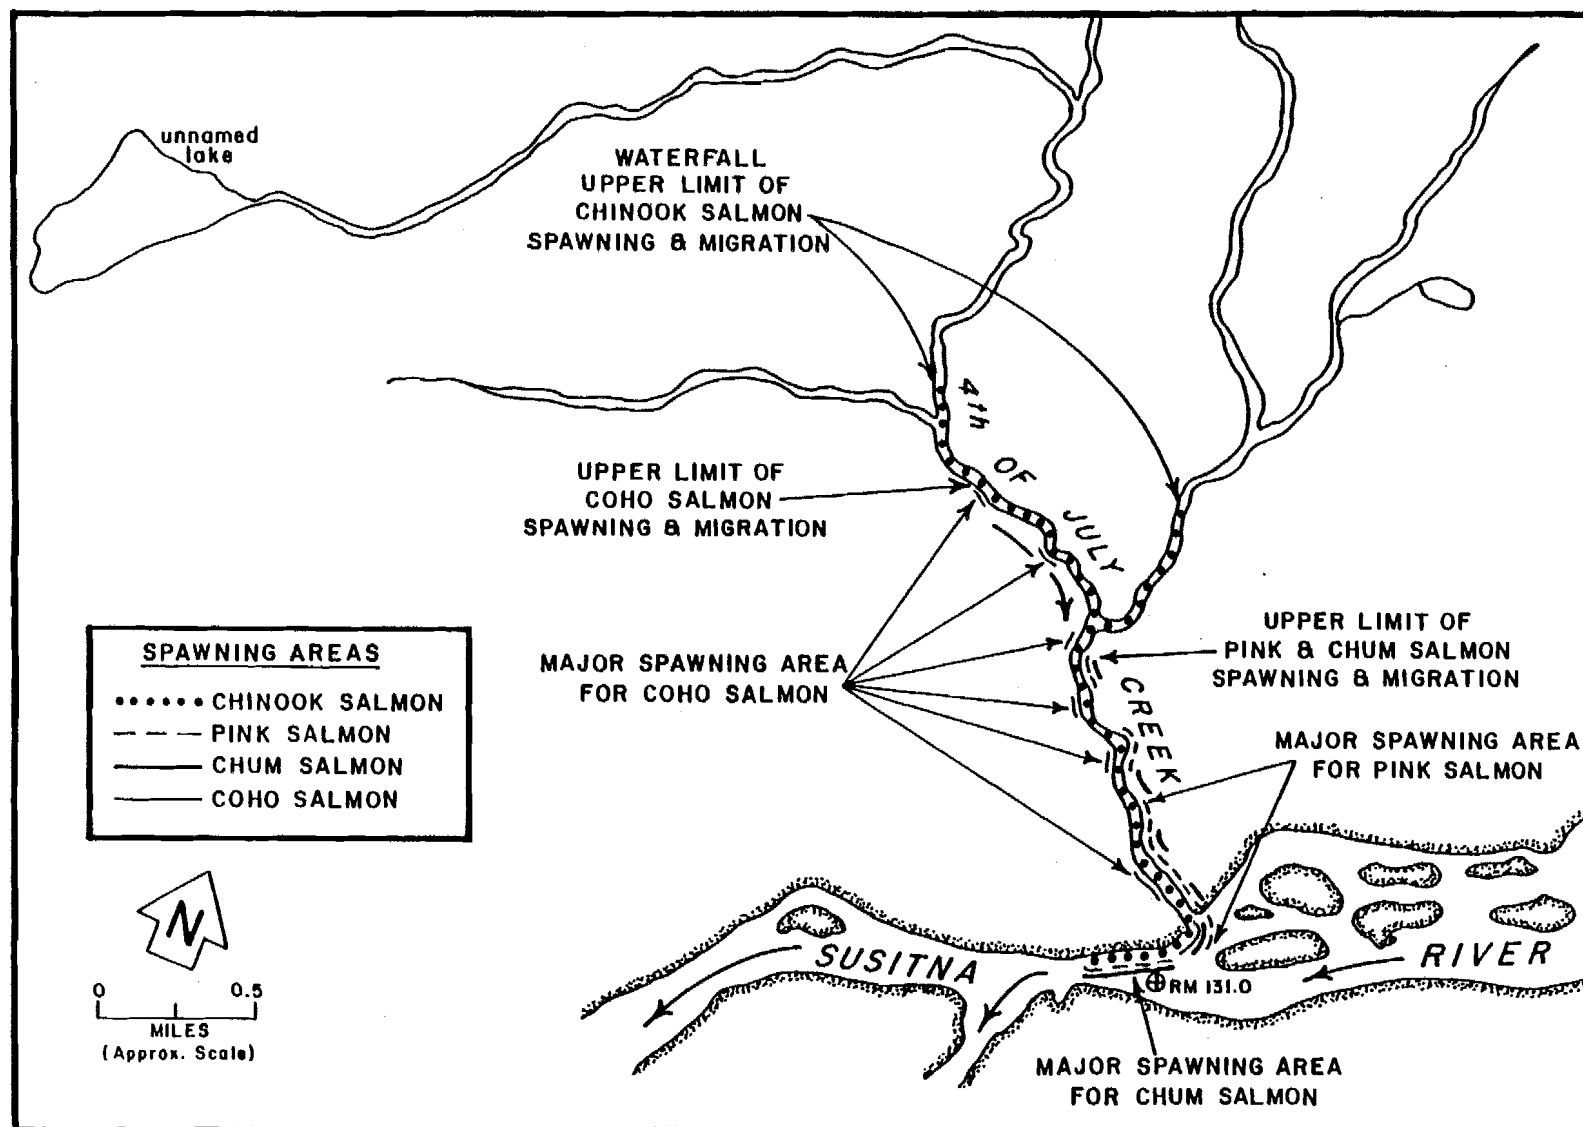 unnamed
lake
WATERFALL
UPPER LIMIT OF
CHINOOK SALMON
SPAWNING & MIGRATION
4th OF JULY CREEK
UPPER LIMIT OF
COHO SALMON
SPAWNING & MIGRATION
MAJOR SPAWNING AREA
FOR COHO SALMON
UPPER LIMIT OF
PINK & CHUM SALMON
SPAWNING & MIGRATION
MAJOR SPAWNING AREA
FOR PINK SALMON
SPAWNING AREAS
CHINOOK SALMON
PINK SALMON
CHUM SALMON
COHO SALMON
N
0 0.5
MILES
(Approx. Scale)
SUSITNA RIVER
RM 131.0
MAJOR SPAWNING AREA
FOR CHUM SALMON